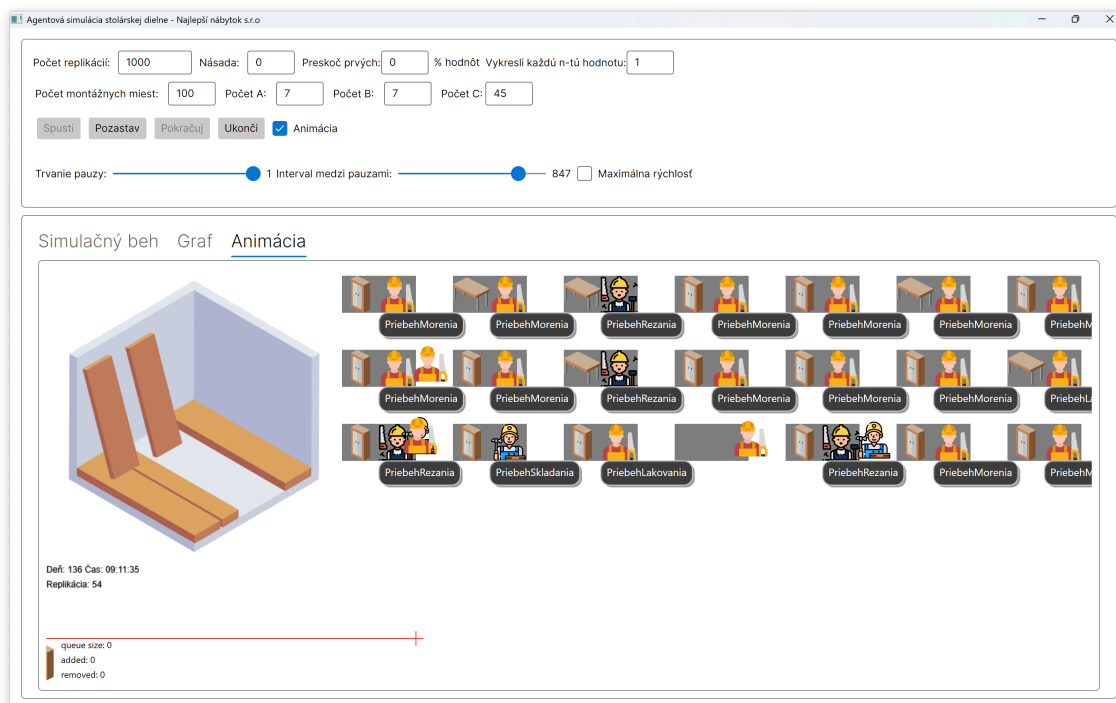 Agentová simulácia stolárskej dielne - Najlepší nábytok s.r.o
Počet replikácií: 1000 Násada: 0 Preskoč prvých: 0 % hodnôt Vykresli každú n-tú hodnotu: 1
Počet montážnych miest: 100 Počet A: 7 Počet B: 7 Počet C: 45
Spusti Pozastav Pokračuj Ukonči Animácia
Trvanie pauzy: 1 Interval medzi pauzami: 847 Maximálna rýchlosť
Simulačný beh Graf Animácia
PriebehMorenia PriebehMorenia PriebehRezania PriebehMorenia PriebehMorenia PriebehMorenia PriebehM
PriebehMorenia PriebehMorenia PriebehRezania PriebehMorenia PriebehMorenia PriebehMorenia PriebehLa
PriebehRezania PriebehSkladania PriebehLakovania PriebehRezania PriebehMorenia PriebehM
Deň: 136 Čas: 09:11:35
Replikácia: 54
queue size: 0
added: 0
removed: 0